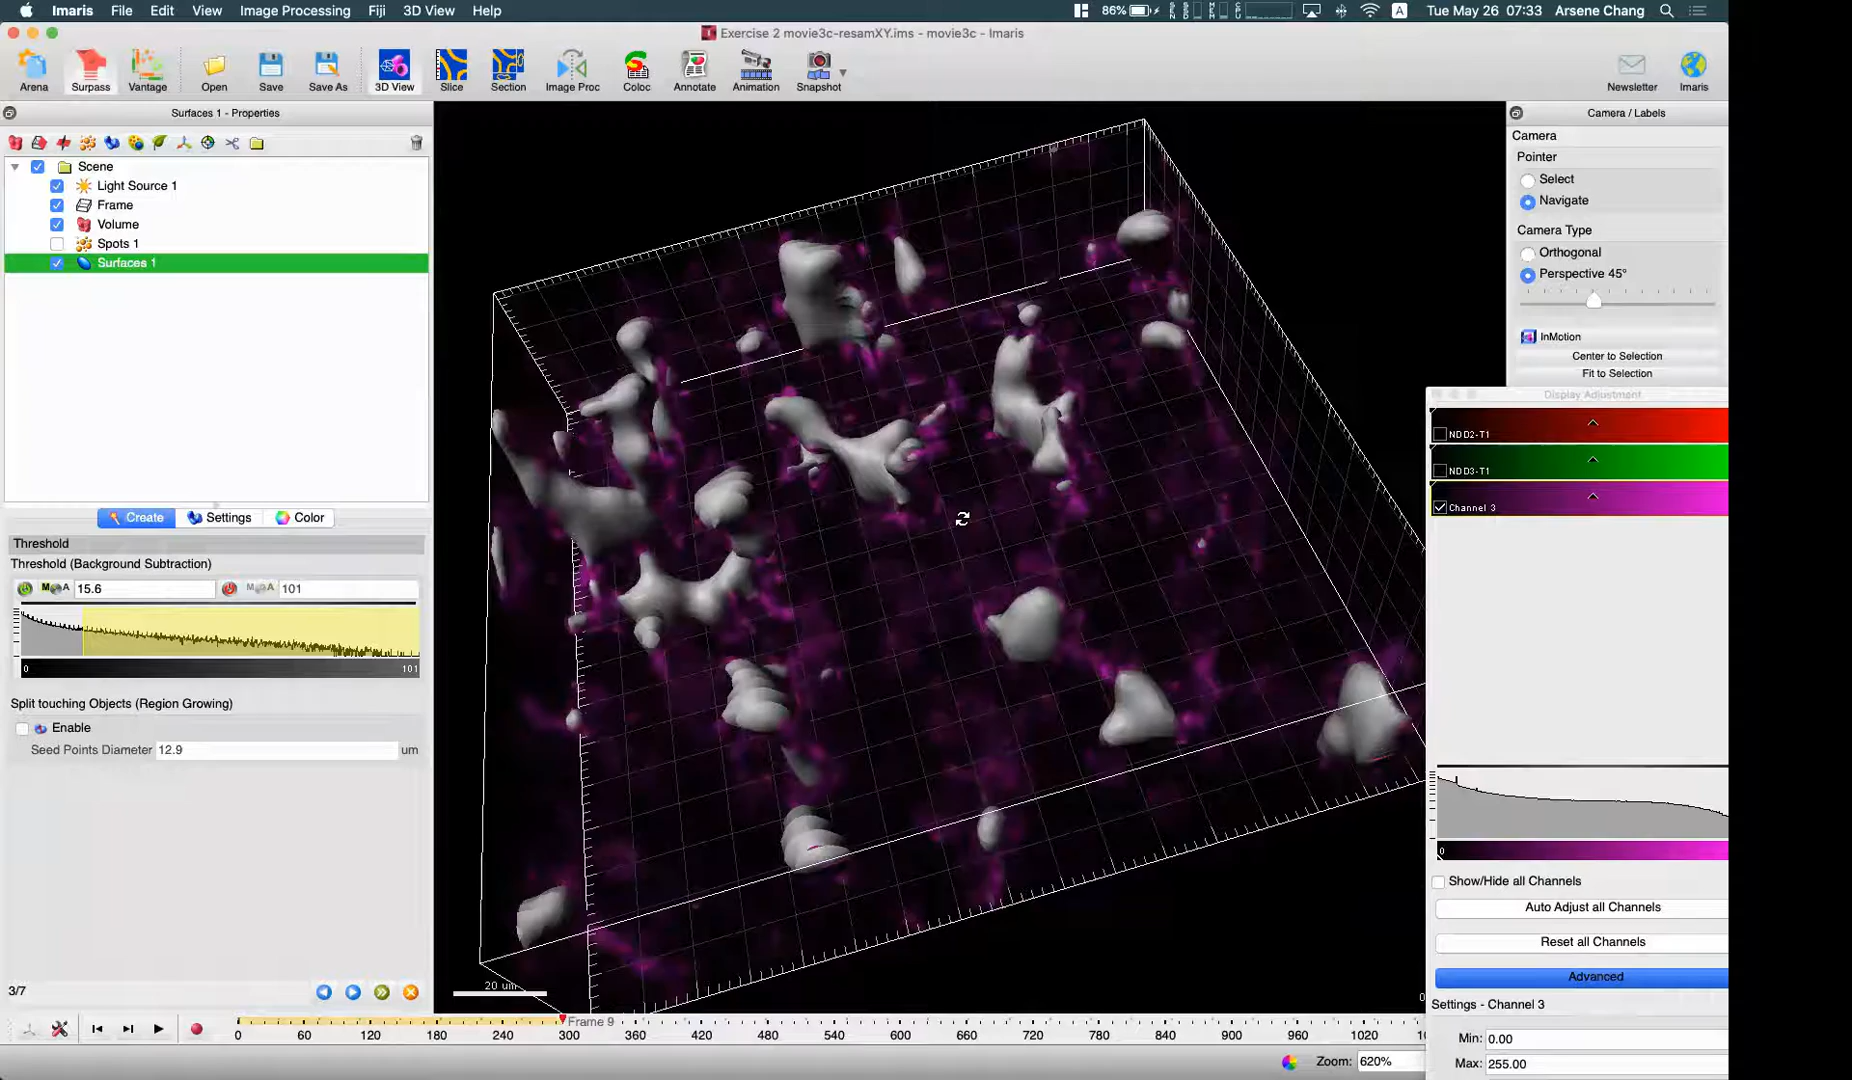 Imaris File Edit View Image Processing Fiji 3D View Help 86% A Tue May 26 07:33 Arsene Chang
Exercise 2 movie3c-resamXY.ims - movie3c - Imaris
Arena Surpass Vantage Open Save Save As 3D View Slice Section Image Proc Coloc Annotate Animation Snapshot Newsletter Imaris
Surfaces 1 - Properties
Scene
Light Source 1
Frame
Volume
Spots 1
Surfaces 1
Create Settings Color
Threshold
Threshold (Background Subtraction)
15.6 101
0 101
Split touching Objects (Region Growing)
Enable
Seed Points Diameter 12.9 um
3/7
20 um
Camera / Labels
Camera
Pointer
Select
Navigate
Camera Type
Orthogonal
Perspective 45°
InMotion
Center to Selection
Fit to Selection
Display Adjustment
NDD2-T1
NDD3-T1
Channel 3
0
Show/Hide all Channels
Auto Adjust all Channels
Reset all Channels
Advanced
Settings - Channel 3
Min: 0.00
Max: 255.00
Frame 9
0 60 120 180 240 300 360 420 480 540 600 660 720 780 840 900 960 1020
Zoom: 620%